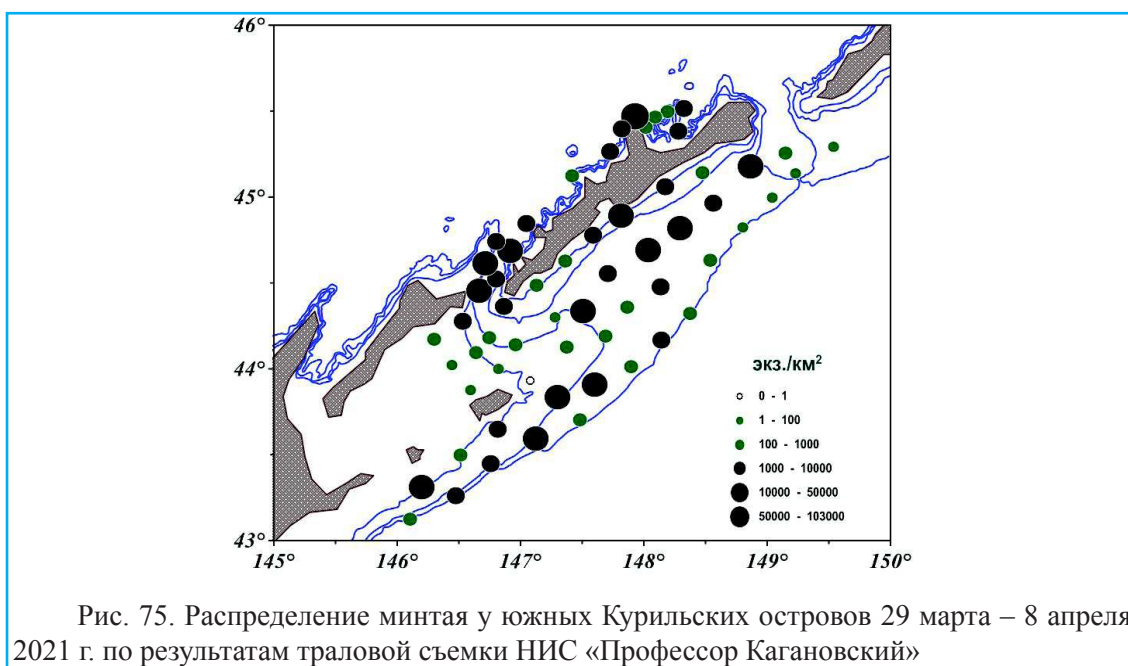 46°
45°
44°
43°
145°
146°
147°
148°
149°
150°
экз./км²
0 - 1
1 - 100
100 - 1000
1000 - 10000
10000 - 50000
50000 - 103000
Рис. 75. Распределение минтая у южных Курильских островов 29 марта – 8 апреля
2021 г. по результатам траловой съемки НИС «Профессор Кагановский»